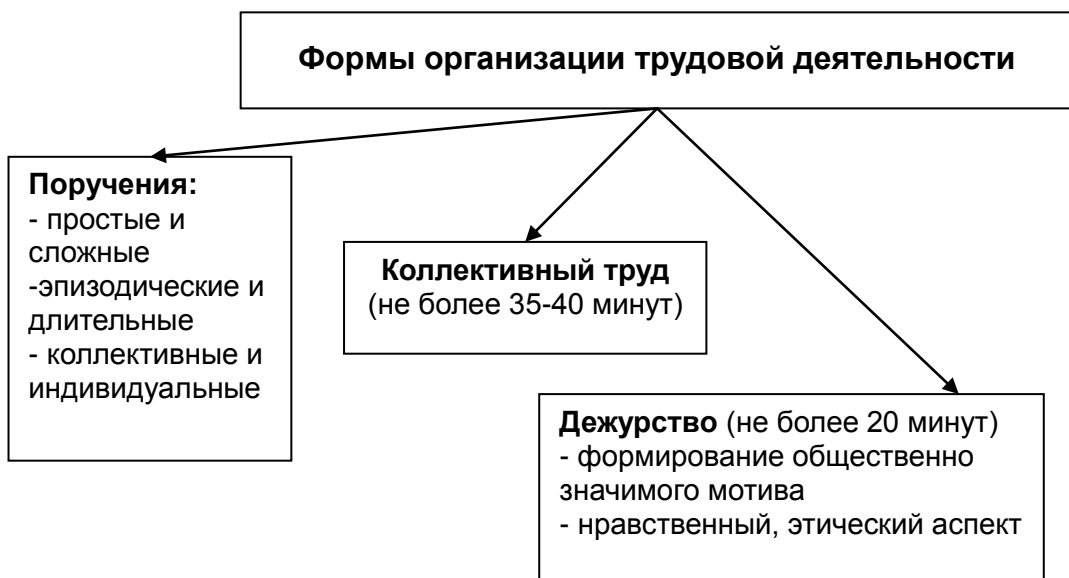 Формы организации трудовой деятельности
Поручения:
- простые и
сложные
-эпизодические и
длительные
- коллективные и
индивидуальные
Коллективный труд
(не более 35-40 минут)
Дежурство (не более 20 минут)
- формирование общественно
значимого мотива
- нравственный, этический аспект